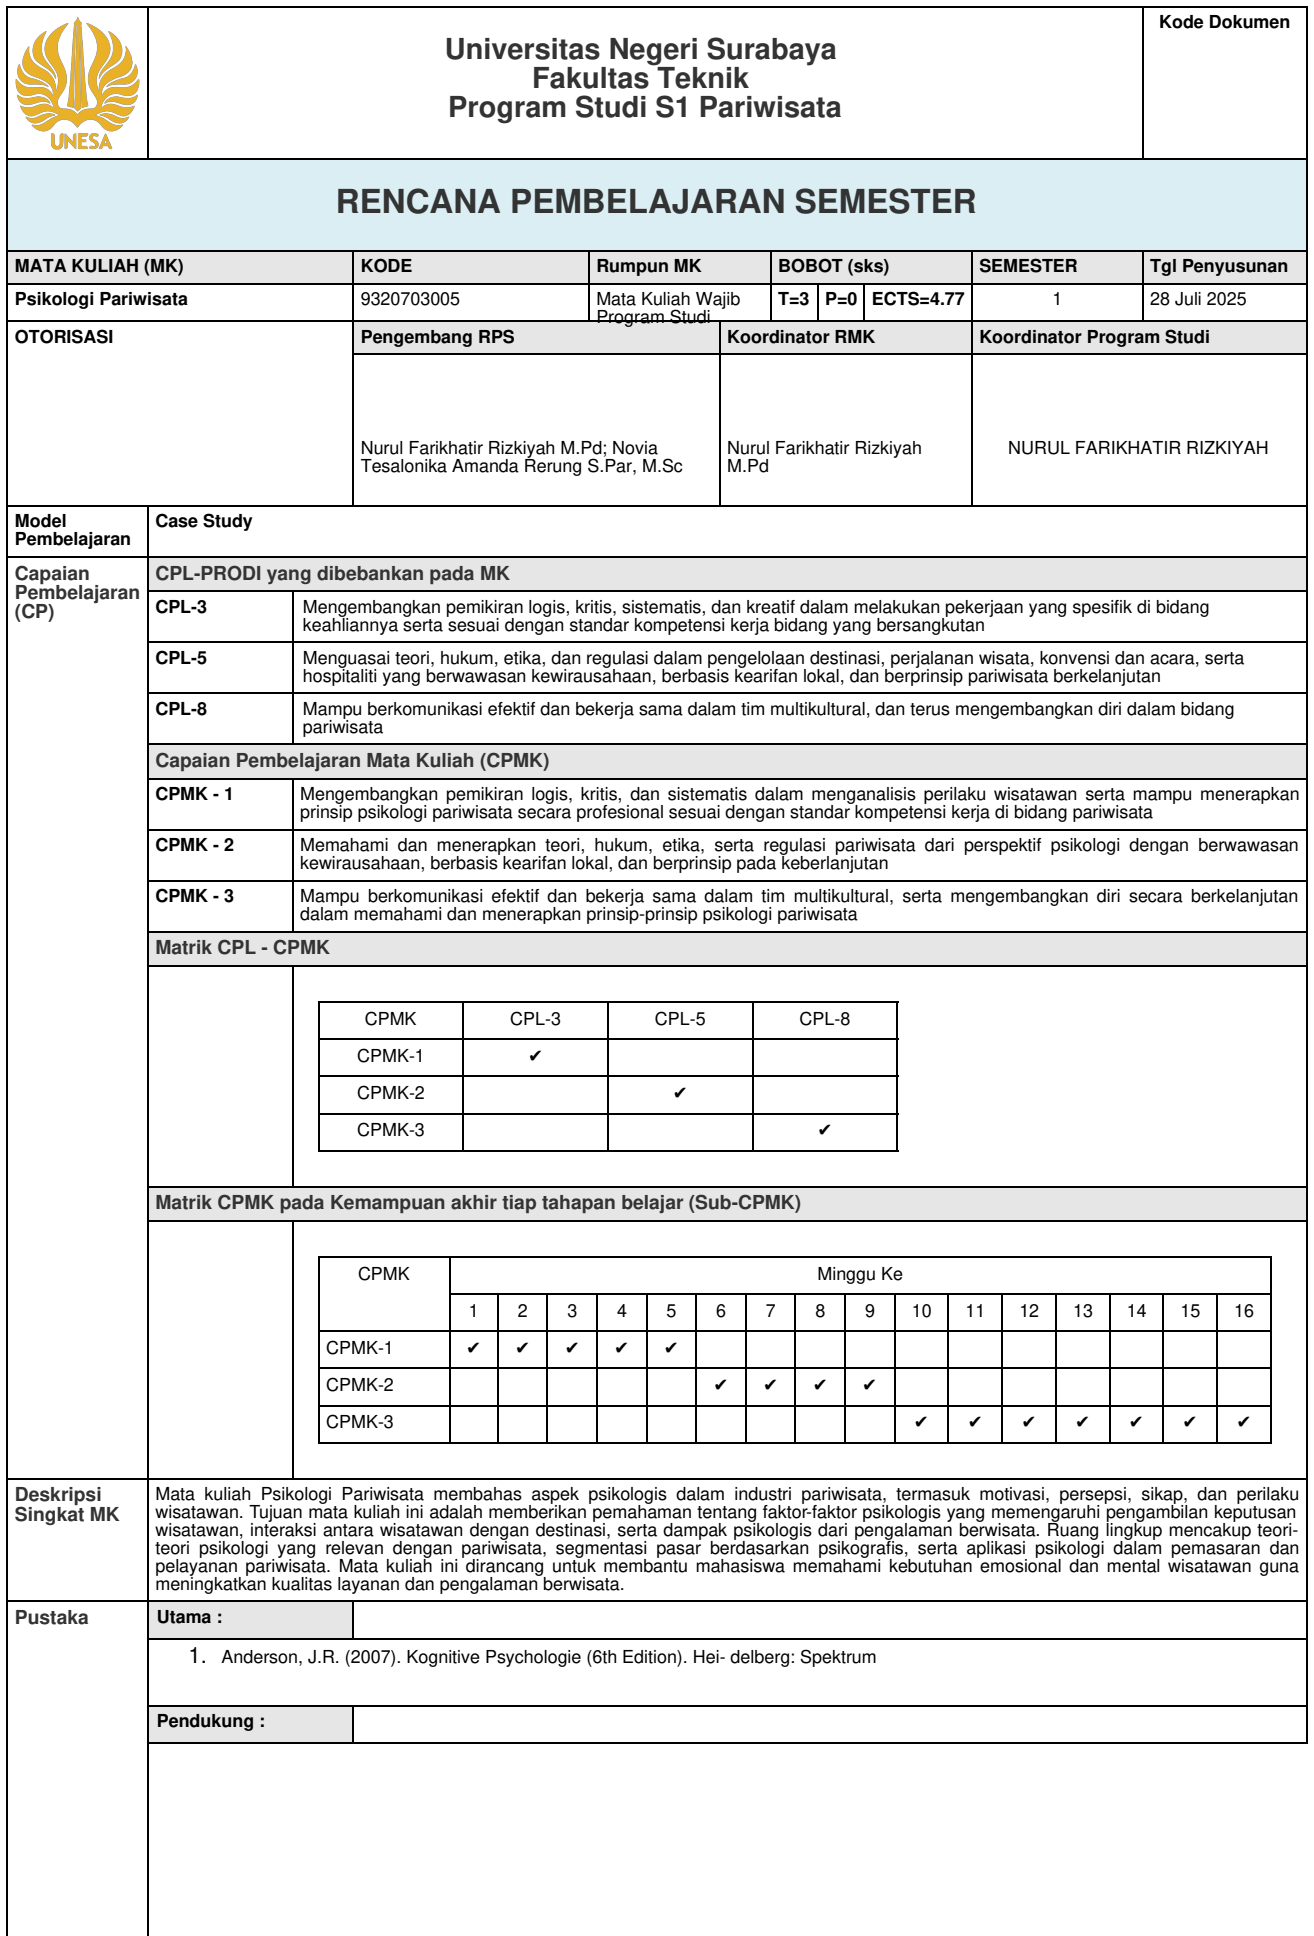 UNESA
Universitas Negeri Surabaya
Fakultas Teknik
Program Studi S1 Pariwisata
Kode Dokumen
RENCANA PEMBELAJARAN SEMESTER
MATA KULIAH (MK) KODE Rumpun MK BOBOT (sks) SEMESTER Tgl Penyusunan
Psikologi Pariwisata 9320703005 Mata Kuliah Wajib Program Studi T=3 P=0 ECTS=4.77 1 28 Juli 2025
OTORISASI Pengembang RPS Koordinator RMK Koordinator Program Studi
Nurul Farikhatir Rizkiyah M.Pd; Novia
Tesalonika Amanda Rerung S.Par, M.Sc
Nurul Farikhatir Rizkiyah
M.Pd
NURUL FARIKHATIR RIZKIYAH
Model
Pembelajaran
Case Study
Capaian
Pembelajaran
(CP)
CPL-PRODI yang dibebankan pada MK
CPL-3 Mengembangkan pemikiran logis, kritis, sistematis, dan kreatif dalam melakukan pekerjaan yang spesifik di bidang
keahliannya serta sesuai dengan standar kompetensi kerja bidang yang bersangkutan
CPL-5 Menguasai teori, hukum, etika, dan regulasi dalam pengelolaan destinasi, perjalanan wisata, konvensi dan acara, serta
hospitaliti yang berwawasan kewirausahaan, berbasis kearifan lokal, dan berprinsip pariwisata berkelanjutan
CPL-8 Mampu berkomunikasi efektif dan bekerja sama dalam tim multikultural, dan terus mengembangkan diri dalam bidang
pariwisata
Capaian Pembelajaran Mata Kuliah (CPMK)
CPMK - 1 Mengembangkan pemikiran logis, kritis, dan sistematis dalam menganalisis perilaku wisatawan serta mampu menerapkan
prinsip psikologi pariwisata secara profesional sesuai dengan standar kompetensi kerja di bidang pariwisata
CPMK - 2 Memahami dan menerapkan teori, hukum, etika, serta regulasi pariwisata dari perspektif psikologi dengan berwawasan
kewirausahaan, berbasis kearifan lokal, dan berprinsip pada keberlanjutan
CPMK - 3 Mampu berkomunikasi efektif dan bekerja sama dalam tim multikultural, serta mengembangkan diri secara berkelanjutan
dalam memahami dan menerapkan prinsip-prinsip psikologi pariwisata
Matrik CPL - CPMK
CPMK CPL-3 CPL-5 CPL-8
CPMK-1 ✔
CPMK-2 ✔
CPMK-3 ✔
Matrik CPMK pada Kemampuan akhir tiap tahapan belajar (Sub-CPMK)
CPMK Minggu Ke
1 2 3 4 5 6 7 8 9 10 11 12 13 14 15 16
CPMK-1 ✔ ✔ ✔ ✔ ✔
CPMK-2 ✔ ✔ ✔ ✔
CPMK-3 ✔ ✔ ✔ ✔ ✔ ✔ ✔
Deskripsi
Singkat MK
Mata kuliah Psikologi Pariwisata membahas aspek psikologis dalam industri pariwisata, termasuk motivasi, persepsi, sikap, dan perilaku
wisatawan. Tujuan mata kuliah ini adalah memberikan pemahaman tentang faktor-faktor psikologis yang memengaruhi pengambilan keputusan
wisatawan, interaksi antara wisatawan dengan destinasi, serta dampak psikologis dari pengalaman berwisata. Ruang lingkup mencakup teori-
teori psikologi yang relevan dengan pariwisata, segmentasi pasar berdasarkan psikografis, serta aplikasi psikologi dalam pemasaran dan
pelayanan pariwisata. Mata kuliah ini dirancang untuk membantu mahasiswa memahami kebutuhan emosional dan mental wisatawan guna
meningkatkan kualitas layanan dan pengalaman berwisata.
Pustaka
Utama :
1. Anderson, J.R. (2007). Kognitive Psychologie (6th Edition). Hei- delberg: Spektrum
Pendukung :